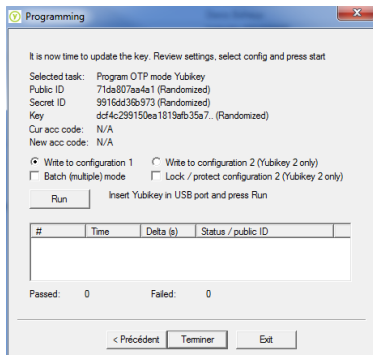 Programming
It is now time to update the key. Review settings, select config and press start
Selected task: Program OTP mode Yubikey
Public ID 71da807aa4a1 (Randomized)
Secret ID 9916dd36b973 (Randomized)
Key dcf4c299150ea1819afb35a7.. (Randomized)
Cur acc code: N/A
New acc code: N/A
Write to configuration 1 Write to configuration 2 (Yubikey 2 only)
Batch (multiple) mode Lock / protect configuration 2 (Yubikey 2 only)
Run Insert Yubikey in USB port and press Run
# Time Delta (s) Status / public ID
Passed: 0 Failed: 0
< Précédent Terminer Exit